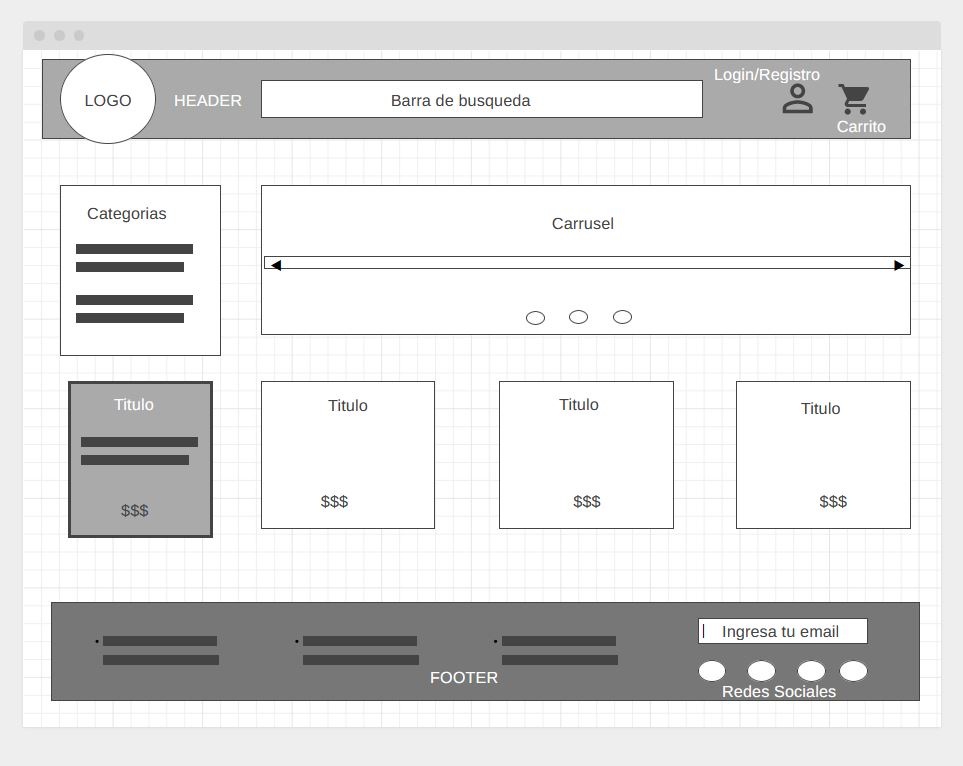 Login/Registro
LOGO
HEADER
Barra de busqueda
Carrito
Categorias
Carrusel
Titulo
Titulo
Titulo
Titulo
$$$
$$$
$$$
$$$
Ingresa tu email
FOOTER
Redes Sociales